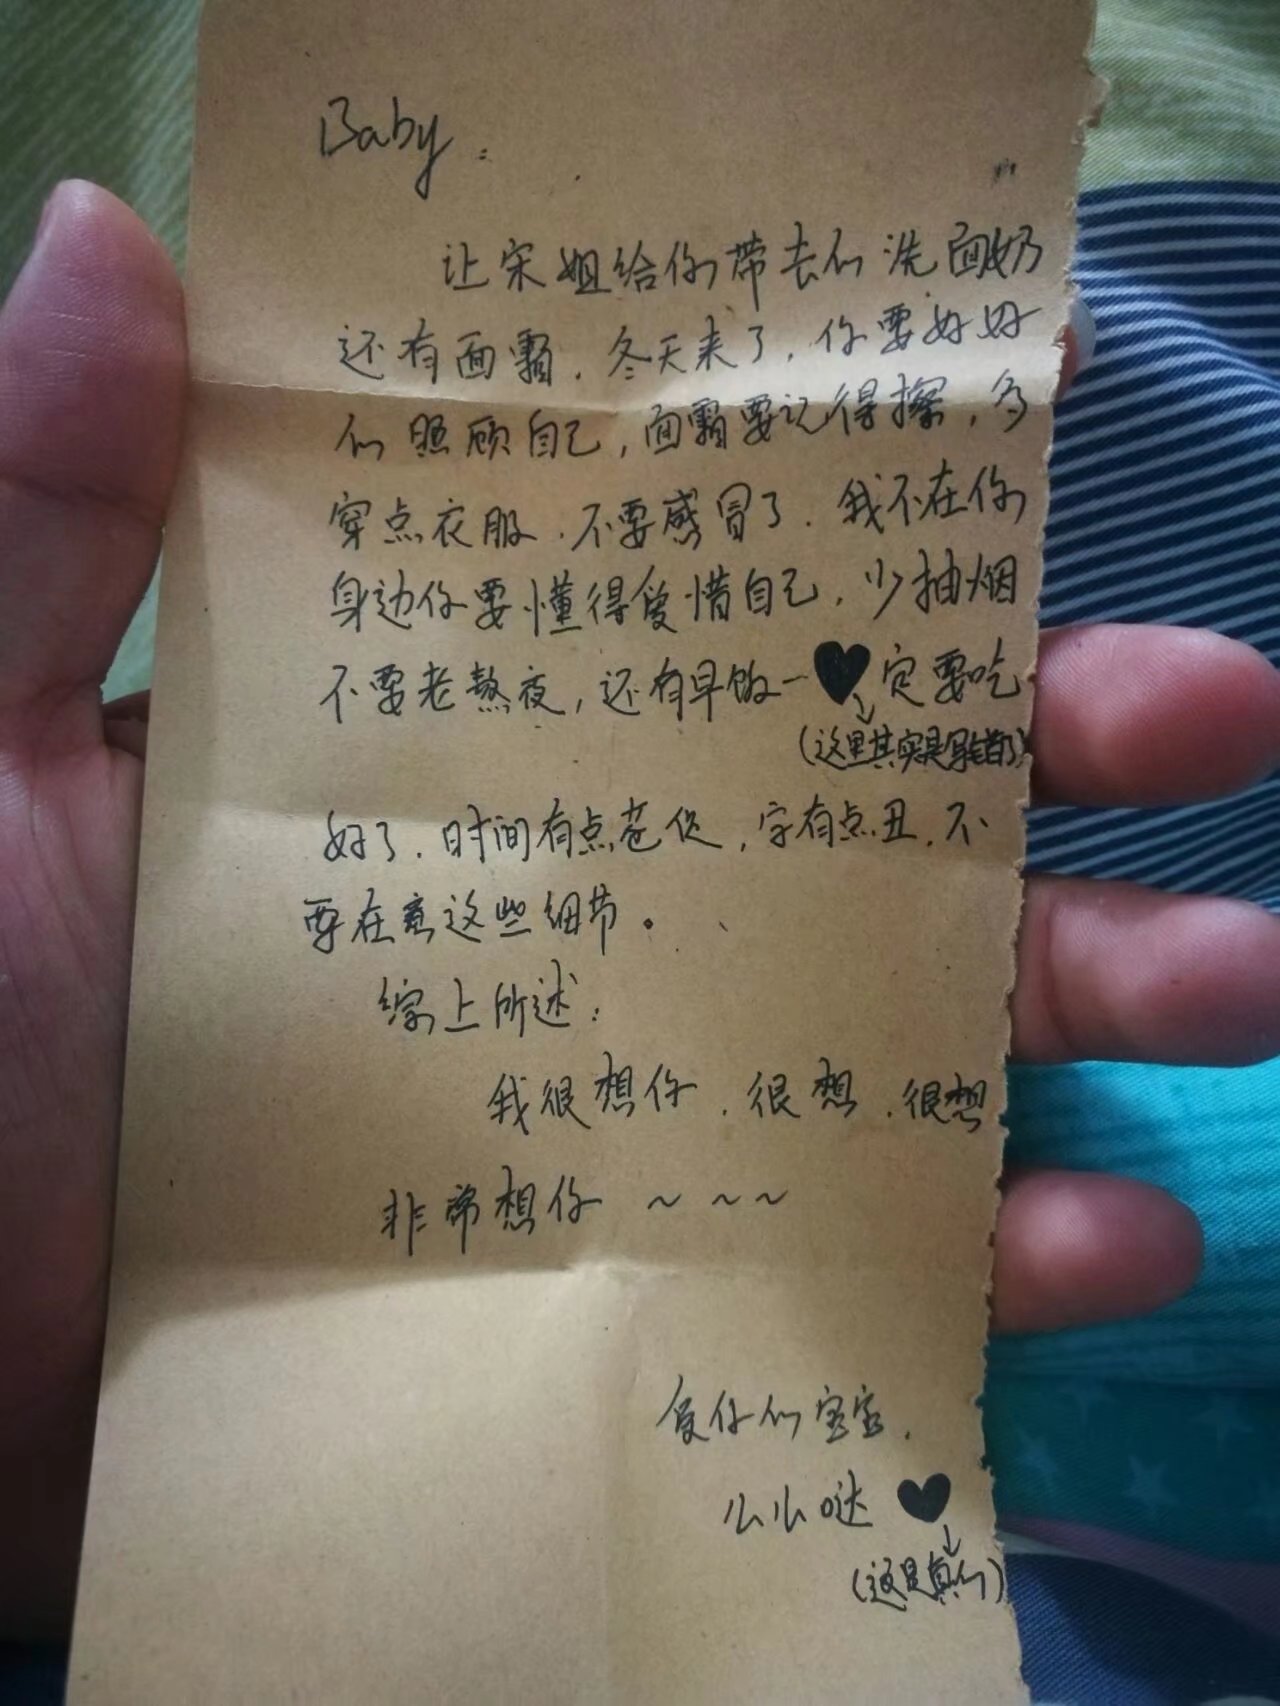 Baby:
让宋姐给你带去的洗面奶
还有面霜.冬天来了,你要好好
的照顾自己,面霜要记得擦,多
穿点衣服.不要感冒了.我不在你
身边你要懂得爱惜自己,少抽烟
不要老熬夜,还有早饭一♥定要吃
(这里其实是写错了)
好了.时间有点苍促,字有点丑.不
要在意这些细节。
综上所述:
我很想你.很想.很想
非常想你~~~
爱你的宝宝.
么么哒♥
(这是真的)